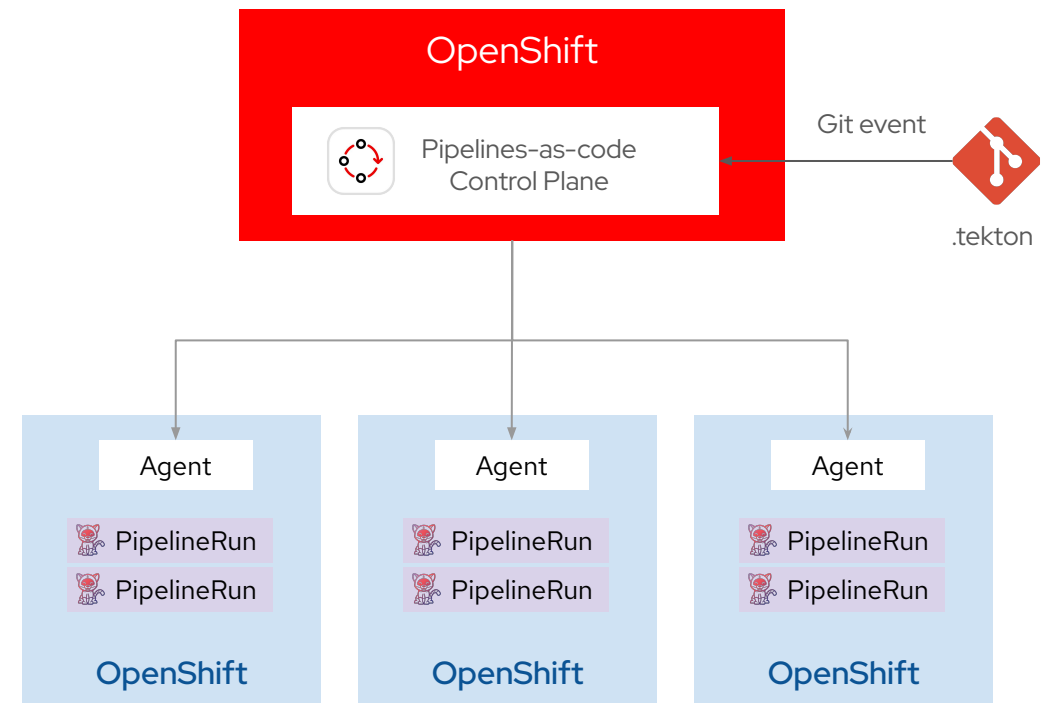 OpenShift
Pipelines-as-code
Control Plane
Git event
.tekton
Agent
PipelineRun
PipelineRun
OpenShift
Agent
PipelineRun
PipelineRun
OpenShift
Agent
PipelineRun
PipelineRun
OpenShift